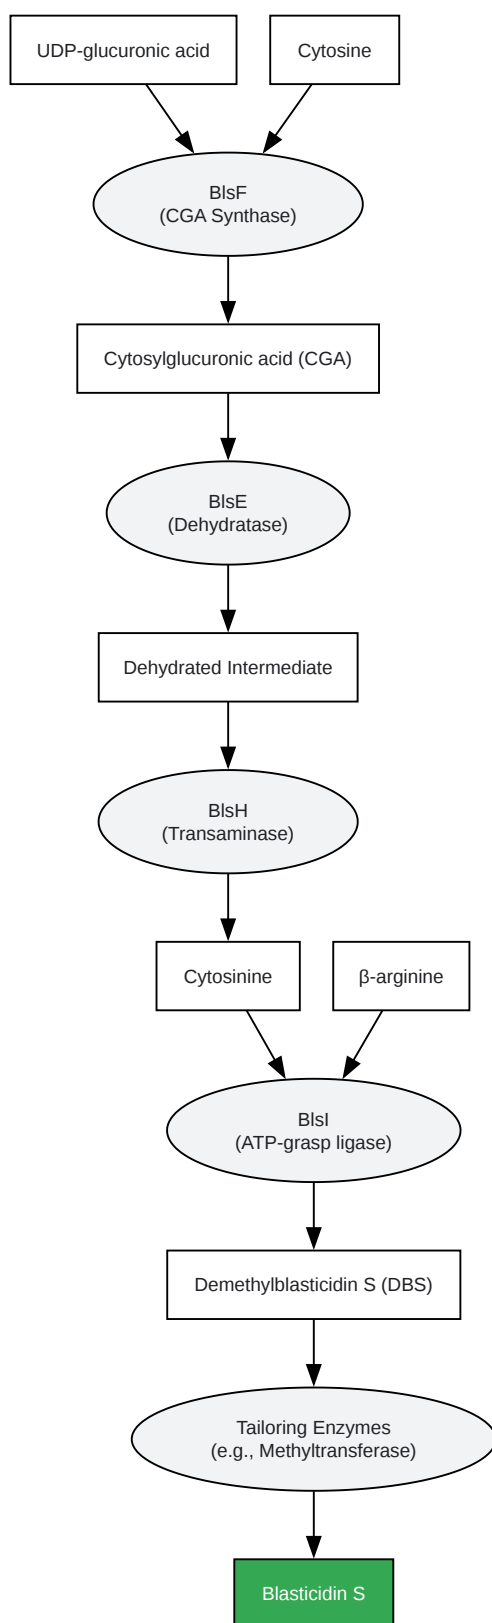 UDP-glucuronic acid
Cytosine
BlsF
(CGA Synthase)
Cytosylglucuronic acid (CGA)
BlsE
(Dehydratase)
Dehydrated Intermediate
BlsH
(Transaminase)
Cytosinine
β-arginine
BlsI
(ATP-grasp ligase)
Demethylblasticidin S (DBS)
Tailoring Enzymes
(e.g., Methyltransferase)
Blasticidin S